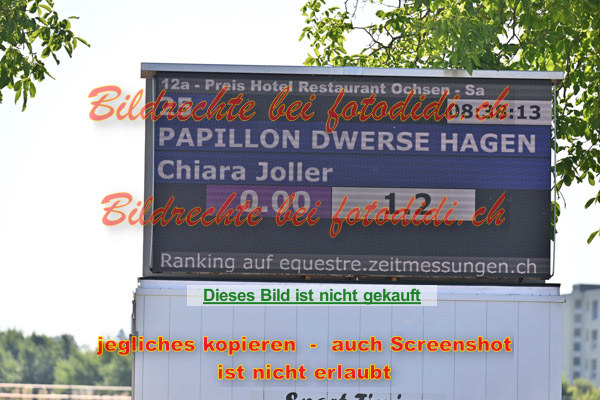 12a - Preis Hotel Restaurant Ochsen - Sa
Bildrechte bei fotodidi.ch
08:38:13
PAPILLON DWERSE HAGEN
Chiara Joller
0.00 12
Bildrechte bei fotodidi.ch
Ranking auf equestre.zeitmessungen.ch
Dieses Bild ist nicht gekauft
jegliches kopieren - auch Screenshot
ist nicht erlaubt